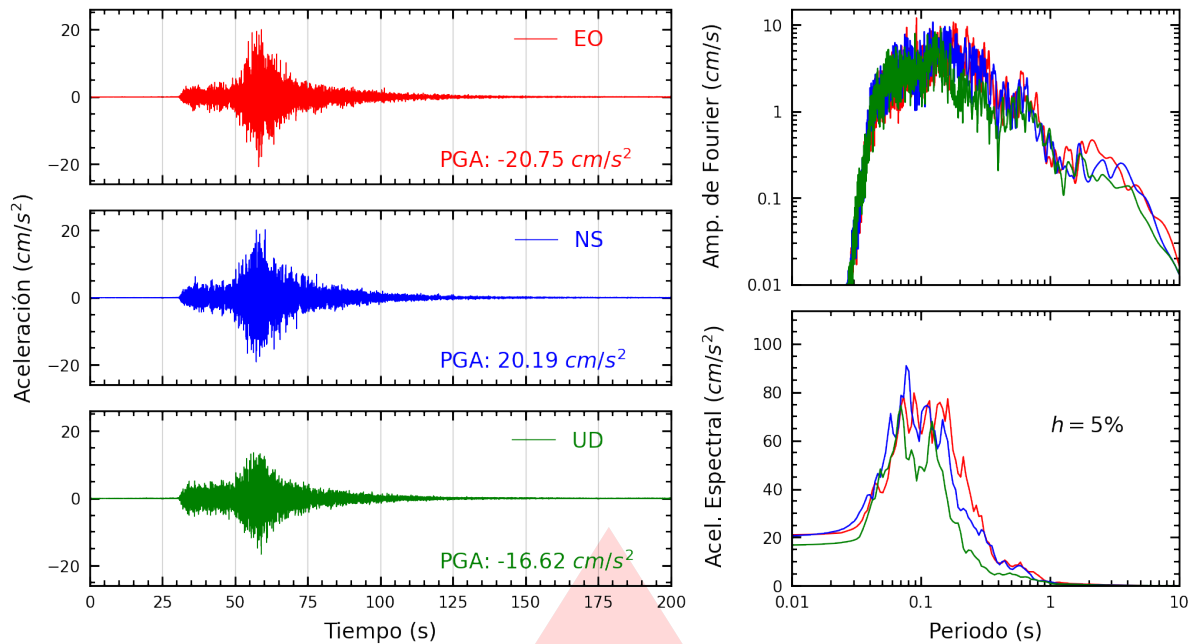 Aceleración (cm/s²)
20
0
−20
EO
PGA: -20.75 cm/s²
20
0
−20
NS
PGA: 20.19 cm/s²
20
0
−20
UD
PGA: -16.62 cm/s²
0 25 50 75 100 125 150 175 200
Tiempo (s)
Amp. de Fourier (cm/s)
10
1
0.1
0.01
Acel. Espectral (cm/s²)
100
80
60
40
20
0
h = 5%
0.01 0.1 1 10
Periodo (s)